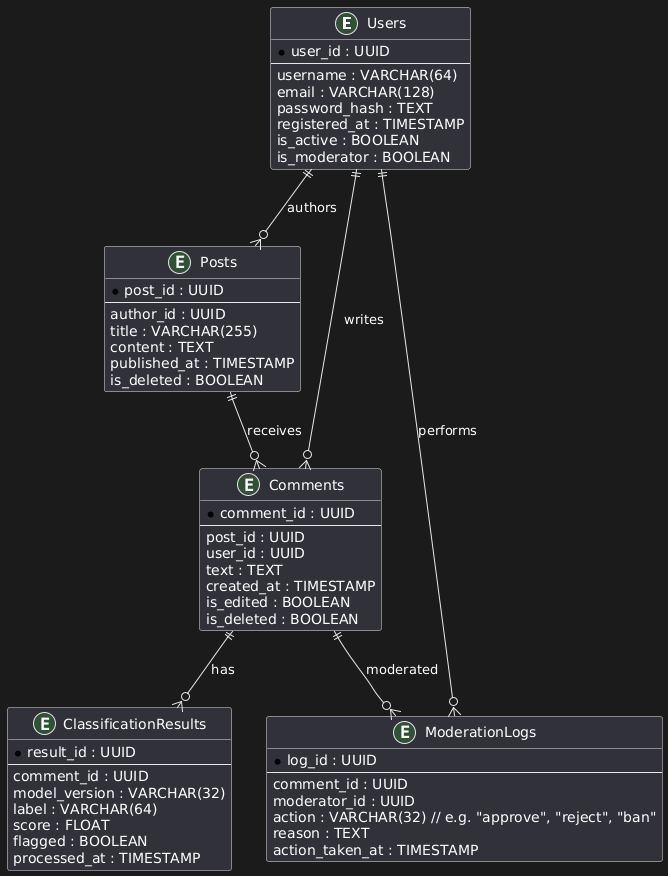 E Users
user_id : UUID
username : VARCHAR(64)
email : VARCHAR(128)
password_hash : TEXT
registered_at : TIMESTAMP
is_active : BOOLEAN
is_moderator : BOOLEAN
authors
E Posts
post_id : UUID
author_id : UUID
title : VARCHAR(255)
content : TEXT
published_at : TIMESTAMP
is_deleted : BOOLEAN
writes
receives
performs
E Comments
comment_id : UUID
post_id : UUID
user_id : UUID
text : TEXT
created_at : TIMESTAMP
is_edited : BOOLEAN
is_deleted : BOOLEAN
has
moderated
E ClassificationResults
result_id : UUID
comment_id : UUID
model_version : VARCHAR(32)
label : VARCHAR(64)
score : FLOAT
flagged : BOOLEAN
processed_at : TIMESTAMP
E ModerationLogs
log_id : UUID
comment_id : UUID
moderator_id : UUID
action : VARCHAR(32) // e.g. "approve", "reject", "ban"
reason : TEXT
action_taken_at : TIMESTAMP